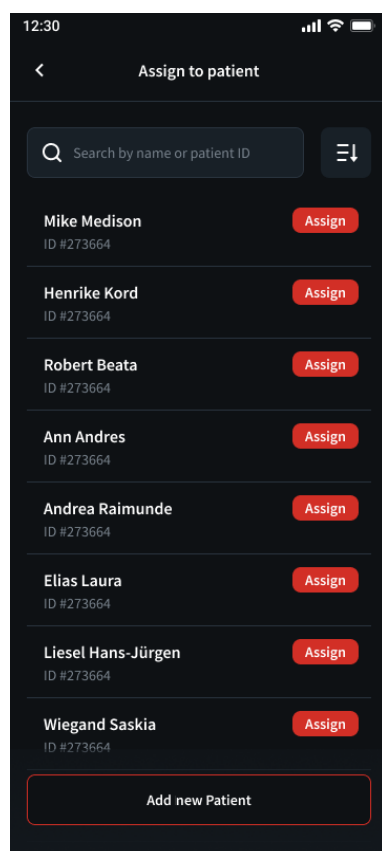 12:30
Assign to patient
Search by name or patient ID
Mike Medison
Assign
ID #273664
Henrike Kord
Assign
ID #273664
Robert Beata
Assign
ID #273664
Ann Andres
Assign
ID #273664
Andrea Raimunde
Assign
ID #273664
Elias Laura
Assign
ID #273664
Liesel Hans-Jürgen
Assign
ID #273664
Wiegand Saskia
Assign
ID #273664
Add new Patient